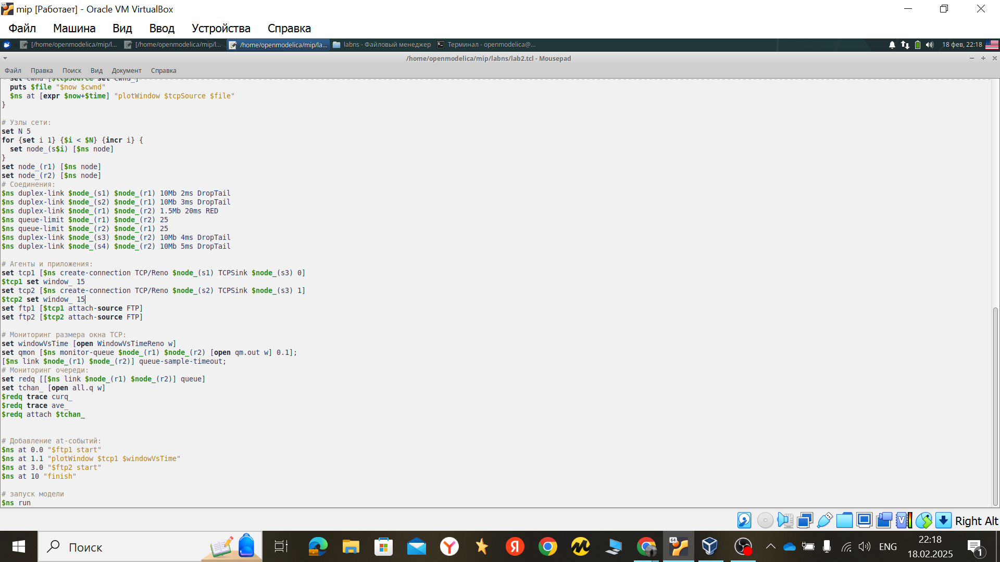 mip [Работает] - Oracle VM VirtualBox
Файл Машина Вид Ввод Устройства Справка
[/home/openmodelica/mip/l... [/home/openmodelica/mip/l... /home/openmodelica/mip/la... labns - Файловый менеджер Терминал - openmodelica@... 18 фев, 22:18
/home/openmodelica/mip/labns/lab2.tcl - Mousepad
Файл Правка Поиск Вид Документ Справка
set cwnd [$tcpSource set cwnd_]
puts $file "$now $cwnd"
$ns at [expr $now+$time] "plotWindow $tcpSource $file"
}
# Узлы сети:
set N 5
for {set i 1} {$i < $N} {incr i} {
set node_(s$i) [$ns node]
}
set node_(r1) [$ns node]
set node_(r2) [$ns node]
# Соединения:
$ns duplex-link $node_(s1) $node_(r1) 10Mb 2ms DropTail
$ns duplex-link $node_(s2) $node_(r1) 10Mb 3ms DropTail
$ns duplex-link $node_(r1) $node_(r2) 1.5Mb 20ms RED
$ns queue-limit $node_(r1) $node_(r2) 25
$ns queue-limit $node_(r2) $node_(r1) 25
$ns duplex-link $node_(s3) $node_(r2) 10Mb 4ms DropTail
$ns duplex-link $node_(s4) $node_(r2) 10Mb 5ms DropTail
# Агенты и приложения:
set tcp1 [$ns create-connection TCP/Reno $node_(s1) TCPSink $node_(s3) 0]
$tcp1 set window_ 15
set tcp2 [$ns create-connection TCP/Reno $node_(s2) TCPSink $node_(s3) 1]
$tcp2 set window_ 15
set ftp1 [$tcp1 attach-source FTP]
set ftp2 [$tcp2 attach-source FTP]
# Мониторинг размера окна TCP:
set windowVsTime [open WindowVsTimeReno w]
set qmon [$ns monitor-queue $node_(r1) $node_(r2) [open qm.out w] 0.1];
[$ns link $node_(r1) $node_(r2)] queue-sample-timeout;
# Мониторинг очереди:
set redq [[$ns link $node_(r1) $node_(r2)] queue]
set tchan_ [open all.q w]
$redq trace curq_
$redq trace ave_
$redq attach $tchan_
# Добавление at-событий:
$ns at 0.0 "$ftp1 start"
$ns at 1.1 "plotWindow $tcp1 $windowVsTime"
$ns at 3.0 "$ftp2 start"
$ns at 10 "finish"
# запуск модели
$ns run
Right Alt
Поиск
ENG
22:18
18.02.2025
1